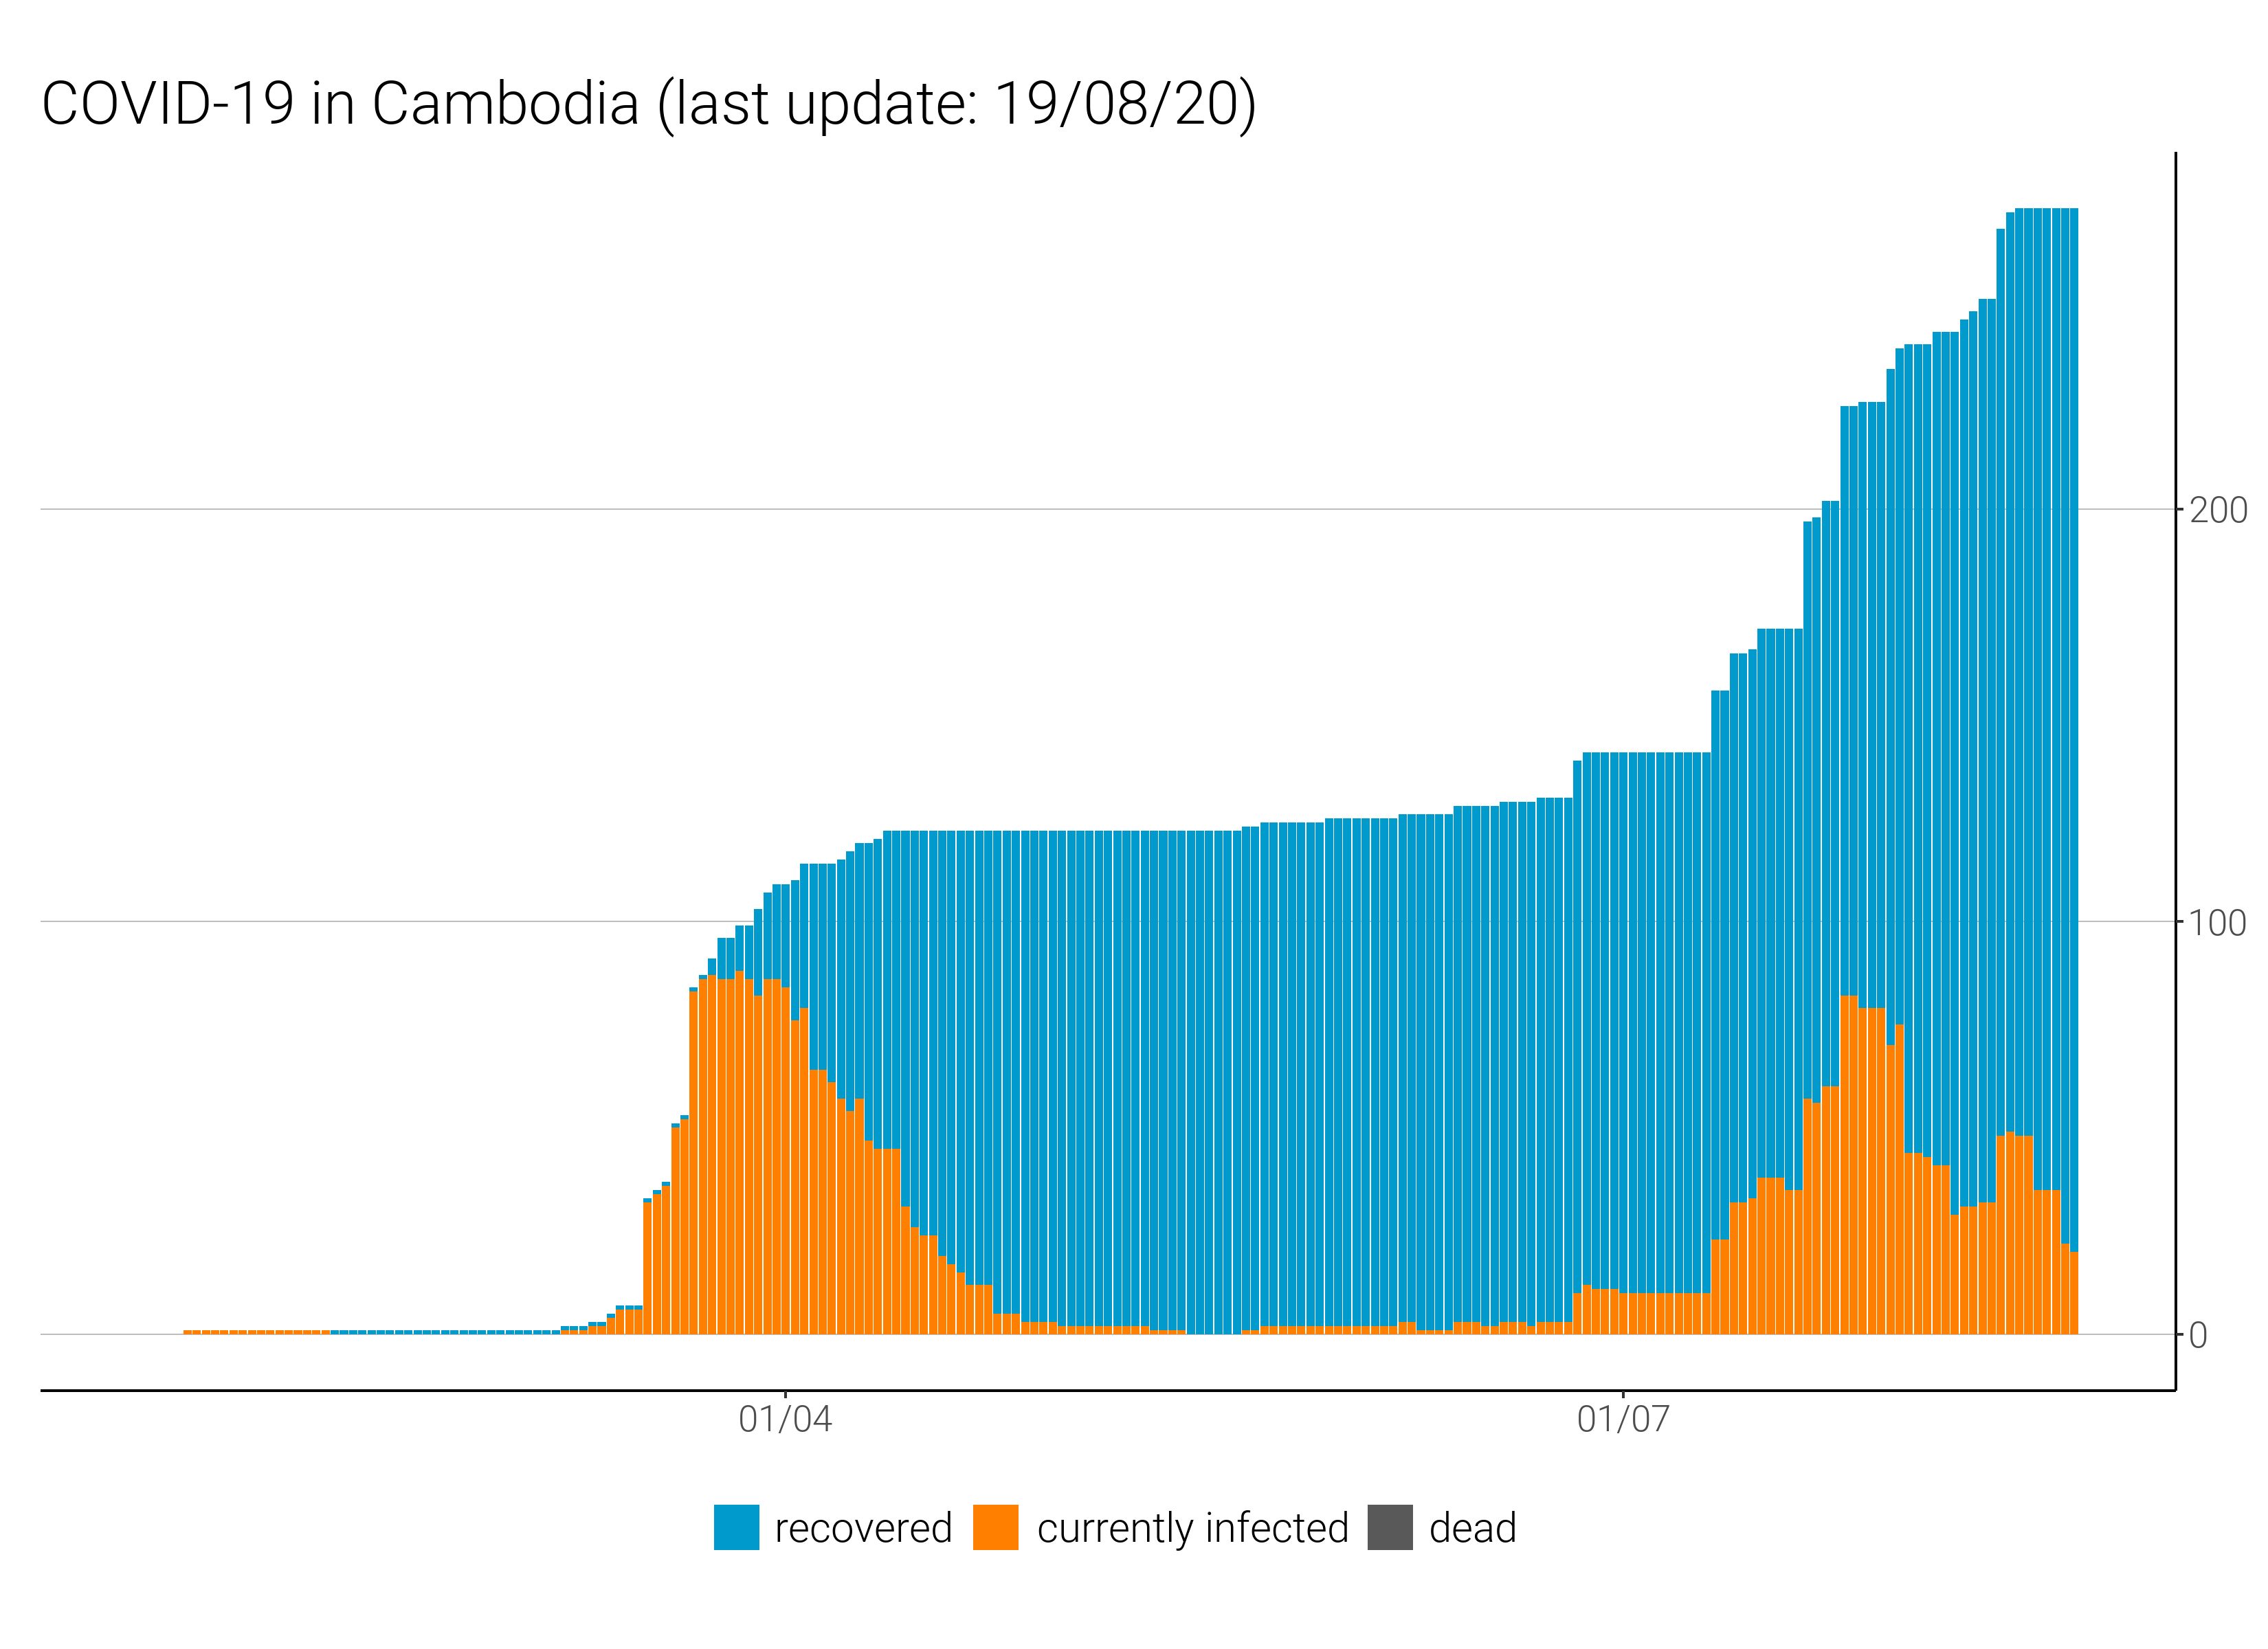 COVID-19 in Cambodia (last update: 19/08/20)
200
100
0
01/04 01/07
recovered currently infected dead